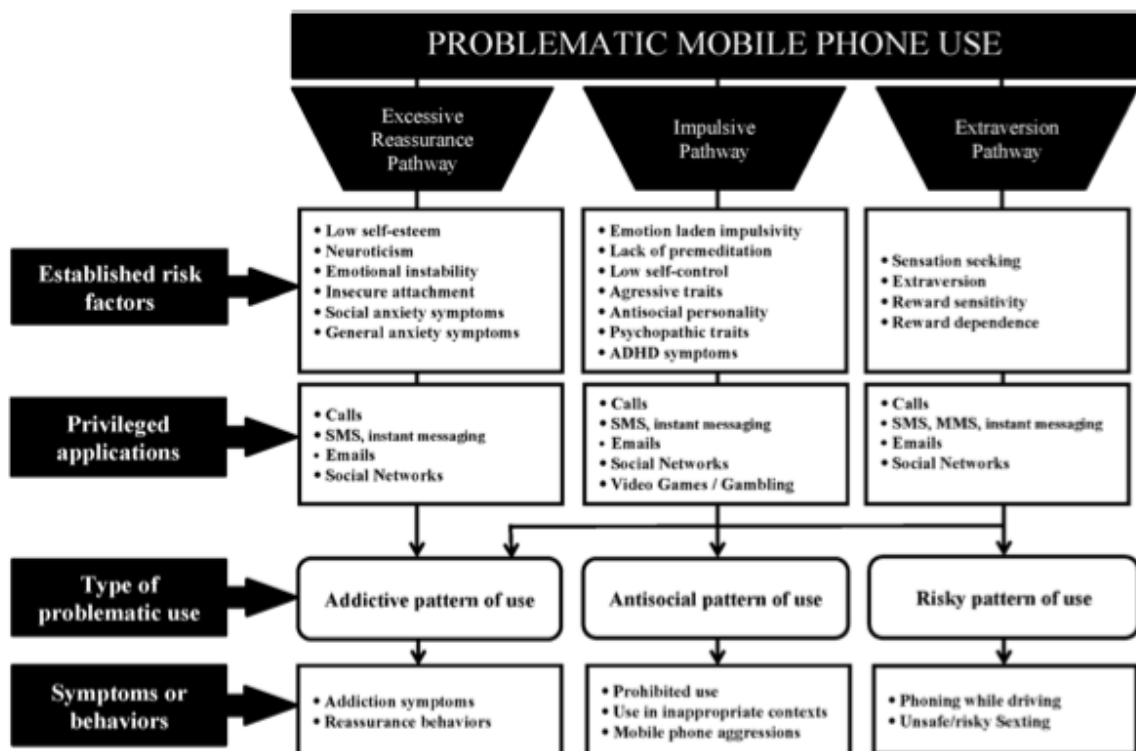 PROBLEMATIC MOBILE PHONE USE
Excessive
Reassurance
Pathway
Impulsive
Pathway
Extraversion
Pathway
Established risk
factors
• Low self-esteem
• Neuroticism
• Emotional instability
• Insecure attachment
• Social anxiety symptoms
• General anxiety symptoms
• Emotion laden impulsivity
• Lack of premeditation
• Low self-control
• Agressive traits
• Antisocial personality
• Psychopathic traits
• ADHD symptoms
• Sensation seeking
• Extraversion
• Reward sensitivity
• Reward dependence
Privileged
applications
• Calls
• SMS, instant messaging
• Emails
• Social Networks
• Calls
• SMS, instant messaging
• Emails
• Social Networks
• Video Games / Gambling
• Calls
• SMS, MMS, instant messaging
• Emails
• Social Networks
Type of
problematic use
Addictive pattern of use
Antisocial pattern of use
Risky pattern of use
Symptoms or
behaviors
• Addiction symptoms
• Reassurance behaviors
• Prohibited use
• Use in inappropriate contexts
• Mobile phone aggressions
• Phoning while driving
• Unsafe/risky Sexting